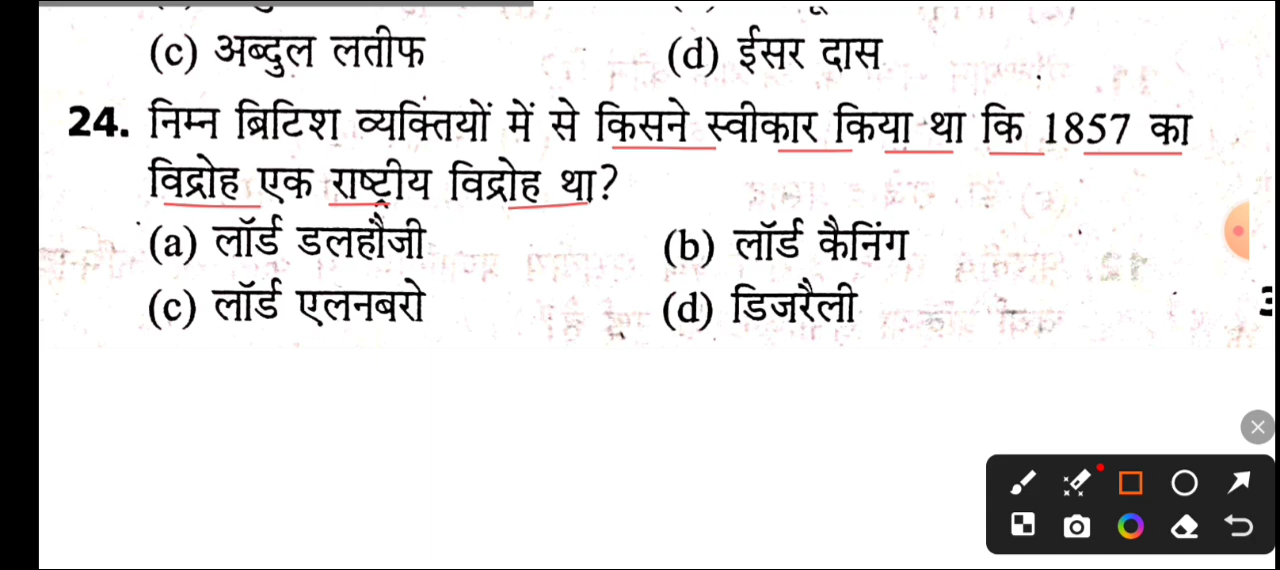 (c) अब्दुल लतीफ (d) ईसर दास
24. निम्न ब्रिटिश व्यक्तियों में से किसने स्वीकार किया था कि 1857 का
विद्रोह एक राष्ट्रीय विद्रोह था?
(a) लॉर्ड डलहौजी (b) लॉर्ड कैनिंग
(c) लॉर्ड एलनबरो (d) डिजरैली